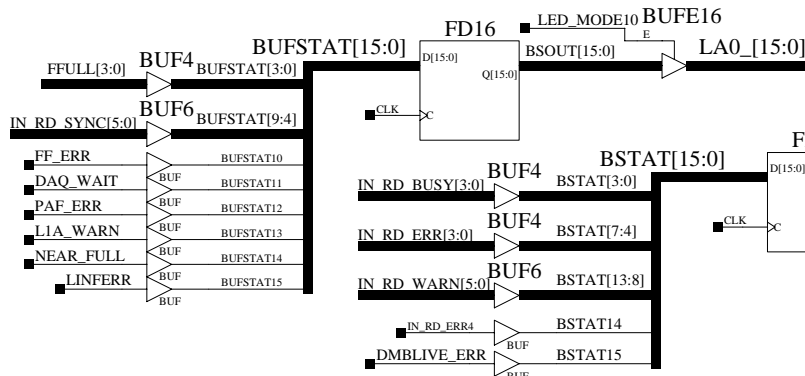 LED_MODE10
BUFE16
FD16
E
BUFSTAT[15:0]
BSOUT[15:0]
LA0_[15:0]
D[15:0]
Q[15:0]
CLK
C
BUF4
FFULL[3:0]
BUFSTAT[3:0]
BUF6
IN_RD_SYNC[5:0]
BUFSTAT[9:4]
FF_ERR
BUF
BUFSTAT10
DAQ_WAIT
BUF
BUFSTAT11
PAF_ERR
BUF
BUFSTAT12
L1A_WARN
BUF
BUFSTAT13
NEAR_FULL
BUF
BUFSTAT14
LINFERR
BUF
BUFSTAT15
BSTAT[15:0]
F
D[15:0]
CLK
C
BUF4
IN_RD_BUSY[3:0]
BSTAT[3:0]
BUF4
IN_RD_ERR[3:0]
BSTAT[7:4]
BUF6
IN_RD_WARN[5:0]
BSTAT[13:8]
IN_RD_ERR4
BUF
BSTAT14
DMBLIVE_ERR
BUF
BSTAT15